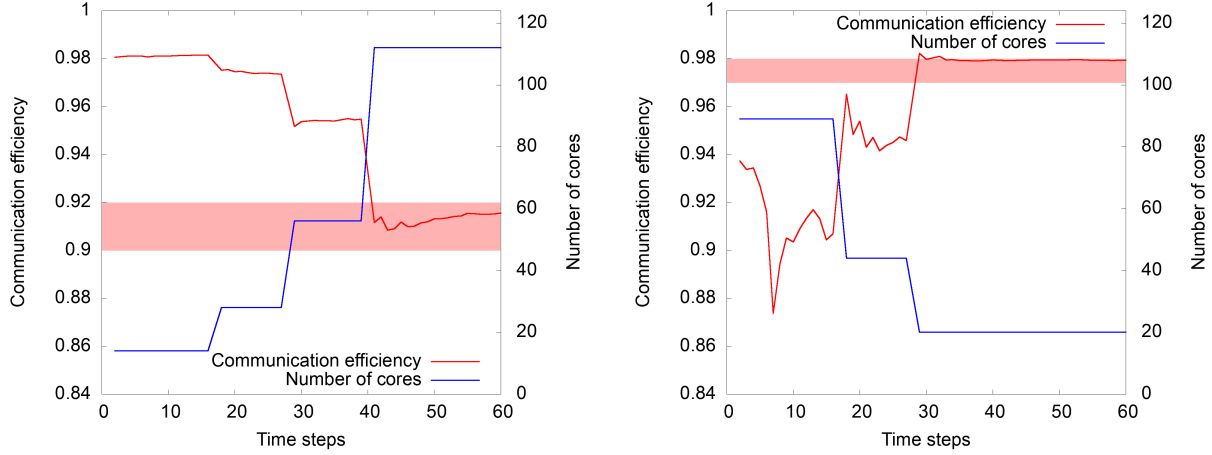 1
0.98
0.96
0.94
0.92
0.9
0.88
0.86
0.84
Communication efficiency
120
100
80
60
40
20
0
Number of cores
Communication efficiency
Number of cores
0 10 20 30 40 50 60
Time steps
1
0.98
0.96
0.94
0.92
0.9
0.88
0.86
0.84
Communication efficiency
Communication efficiency
Number of cores
120
100
80
60
40
20
0
Number of cores
0 10 20 30 40 50 60
Time steps